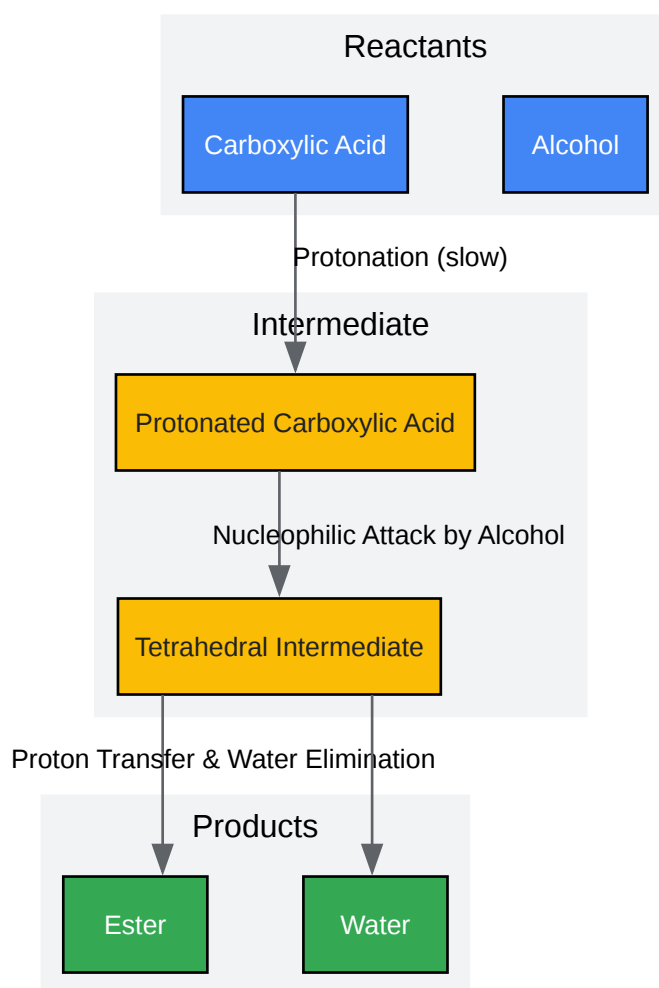 Reactants
Carboxylic Acid
Alcohol
Protonation (slow)
Intermediate
Protonated Carboxylic Acid
Nucleophilic Attack by Alcohol
Tetrahedral Intermediate
Proton Transfer & Water Elimination
Products
Ester
Water